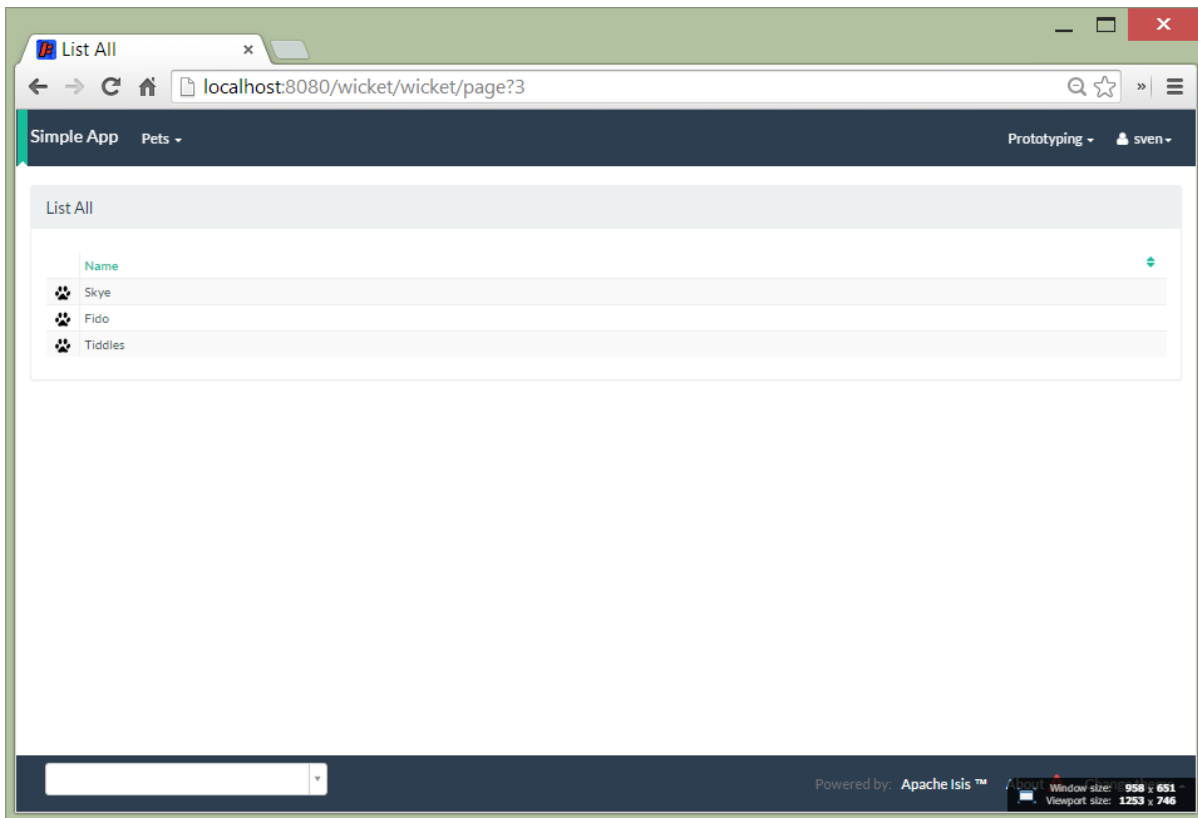 List All
localhost:8080/wicket/wicket/page?3
Simple App Pets Prototyping sven
List All
Name
Skye
Fido
Tiddles
Powered by: Apache Isis ™ About
Window size: 958 x 651
Viewport size: 1253 x 746